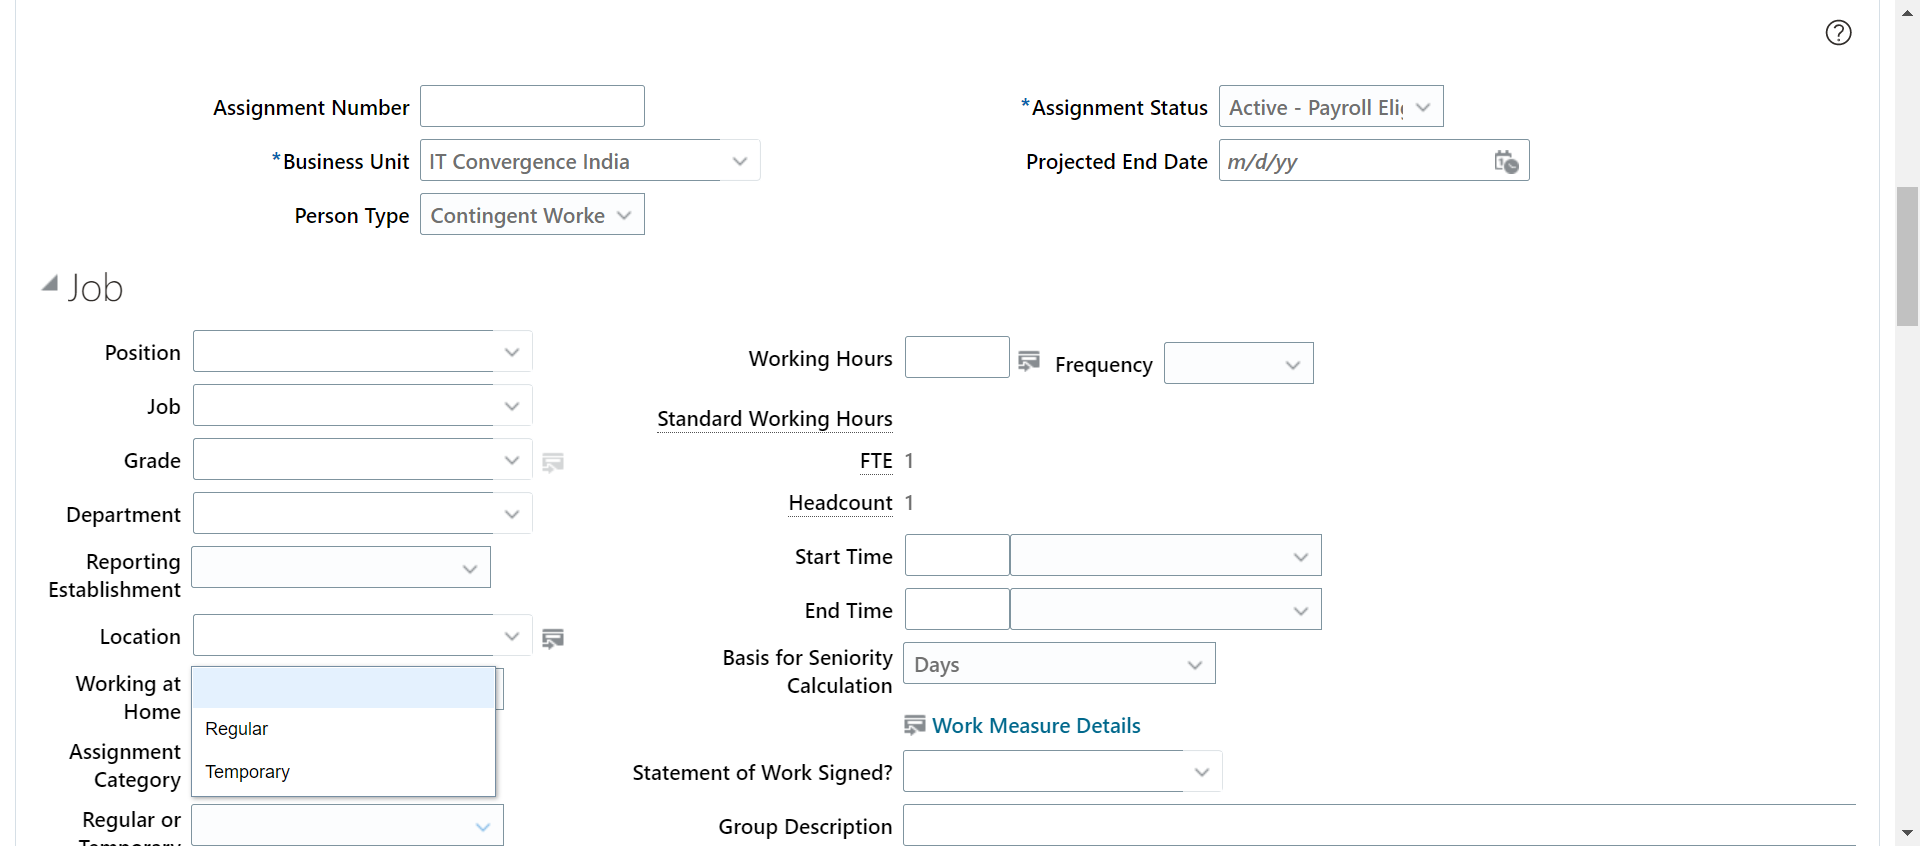 Assignment Number
*Assignment Status Active - Payroll Eli
*Business Unit IT Convergence India
Projected End Date m/d/yy
Person Type Contingent Worke
Job
Position
Working Hours
Frequency
Job
Standard Working Hours
Grade
FTE 1
Department
Headcount 1
Reporting
Establishment
Start Time
End Time
Location
Basis for Seniority
Calculation
Days
Working at
Home
Regular
Temporary
Work Measure Details
Assignment
Category
Statement of Work Signed?
Regular or
Temporary
Group Description